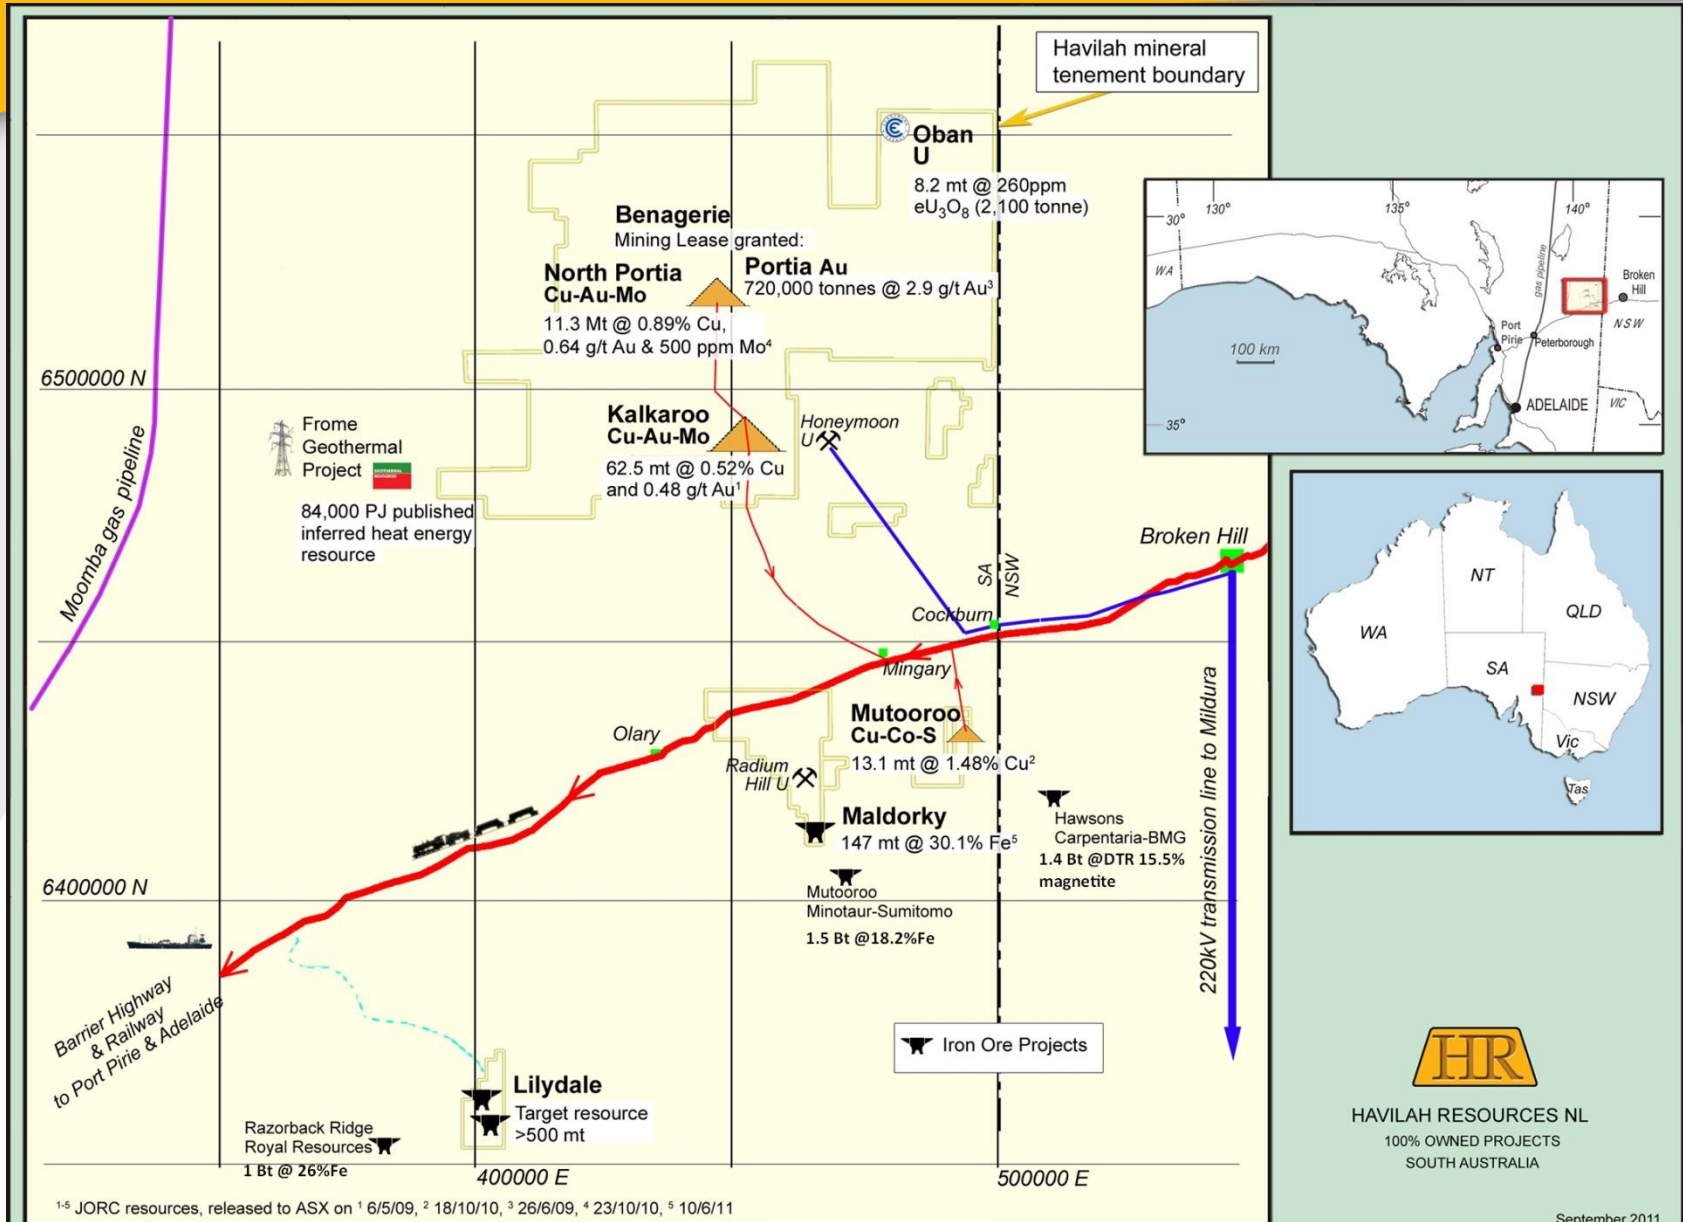 Havilah mineral
tenement boundary
Oban
U
8.2 mt @ 260ppm
eU₃O₈ (2,100 tonne)
Benagerie
Mining Lease granted:
North Portia
Cu-Au-Mo
11.3 Mt @ 0.89% Cu,
0.64 g/t Au & 500 ppm Mo⁴
Portia Au
720,000 tonnes @ 2.9 g/t Au³
6500000 N
Kalkaroo
Cu-Au-Mo
62.5 mt @ 0.52% Cu
and 0.48 g/t Au¹
Honeymoon
U
Frome
Geothermal
Project
84,000 PJ published
inferred heat energy
resource
Moomba gas pipeline
Broken Hill
SA
NSW
Cockburn
Mingary
Olary
Mutooroo
Cu-Co-S
13.1 mt @ 1.48% Cu²
Radium
Hill U
Maldorky
147 mt @ 30.1% Fe⁵
Hawsons
Carpentaria-BMG
1.4 Bt @DTR 15.5%
magnetite
Mutooroo
Minotaur-Sumitomo
1.5 Bt @18.2%Fe
220kV transmission line to Mildura
6400000 N
Barrier Highway
& Railway
to Port Pirie & Adelaide
Iron Ore Projects
Lilydale
Target resource
>500 mt
Razorback Ridge
Royal Resources
1 Bt @ 26%Fe
400000 E
500000 E
¹⁻⁵ JORC resources, released to ASX on ¹ 6/5/09, ² 18/10/10, ³ 26/6/09, ⁴ 23/10/10, ⁵ 10/6/11
130°
135°
140°
30°
35°
WA
gas pipeline
Broken
Hill
NSW
Port
Pirie
Peterborough
100 km
ADELAIDE
VIC
NT
QLD
WA
SA
NSW
Vic
Tas
HR
HAVILAH RESOURCES NL
100% OWNED PROJECTS
SOUTH AUSTRALIA
September 2011